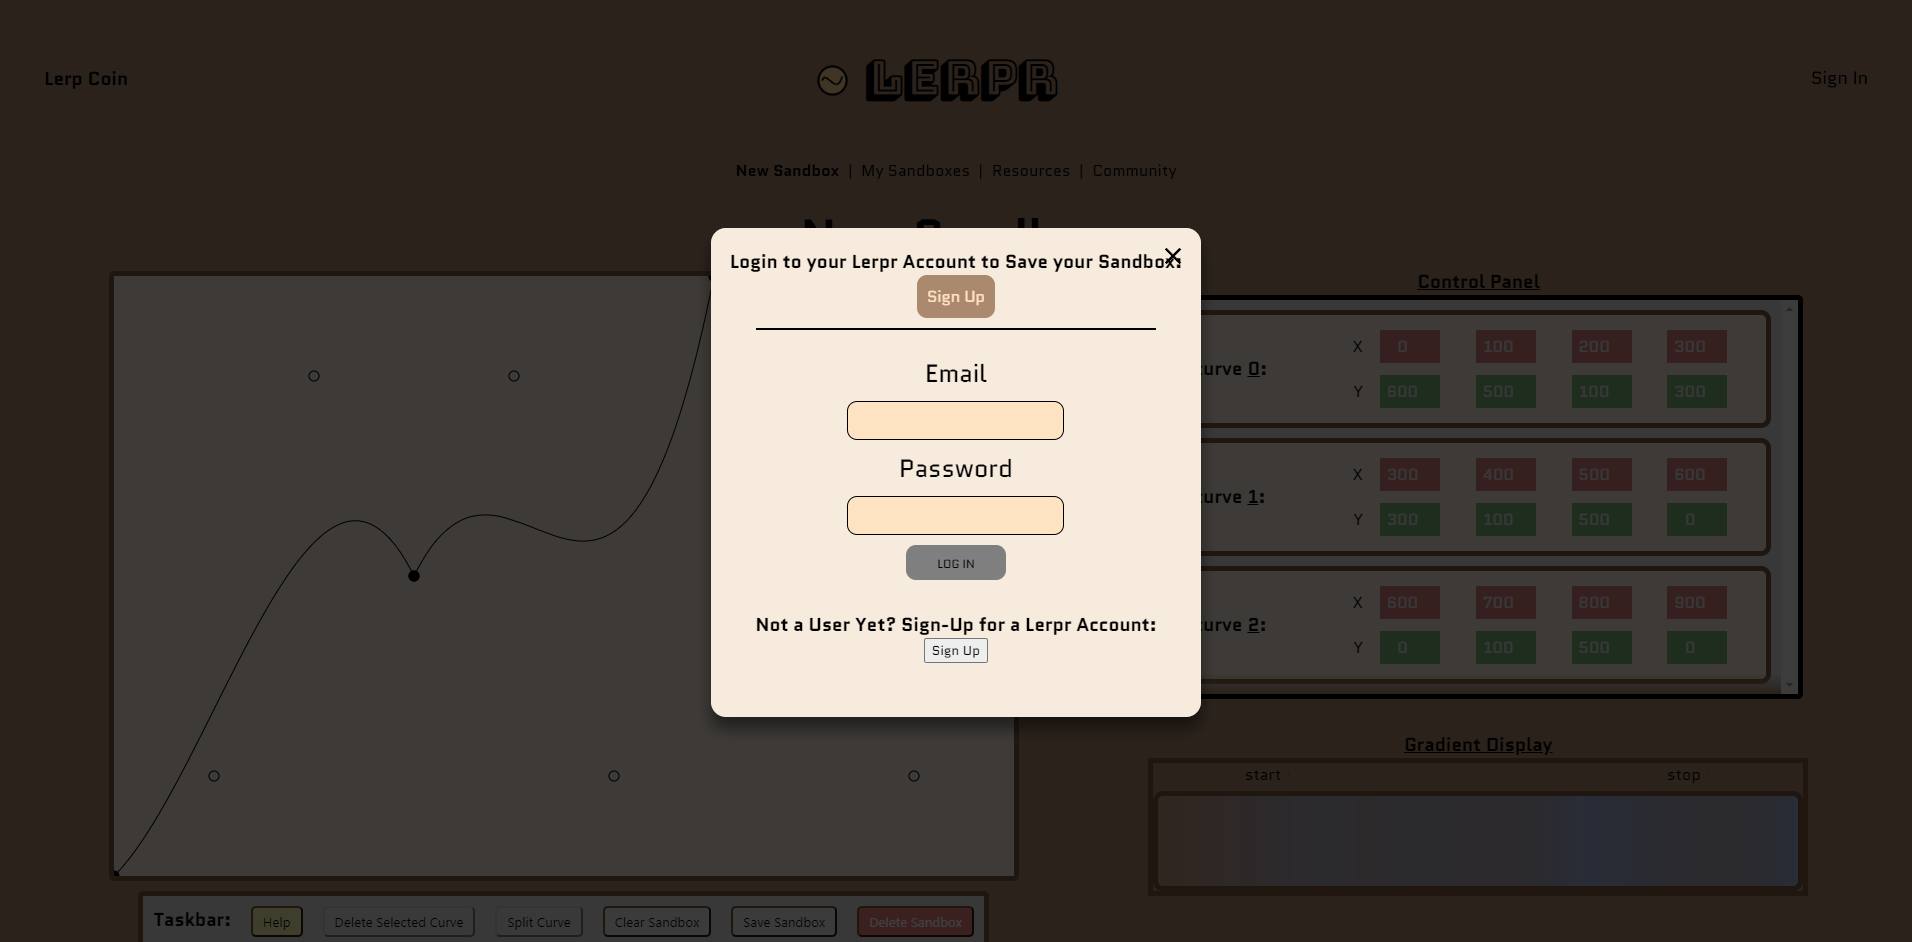 Lerp Coin
LERPR
Sign In
New Sandbox | My Sandboxes | Resources | Community
Login to your Lerpr Account to Save your Sandbox:
Sign Up
Email
Password
LOG IN
Not a User Yet? Sign-Up for a Lerpr Account:
Sign Up
Control Panel
curve 0:
X 0 100 200 300
Y 600 500 100 300
curve 1:
X 300 400 500 600
Y 300 100 500 0
curve 2:
X 600 700 800 900
Y 0 100 500 0
Gradient Display
start stop
Taskbar: Help Delete Selected Curve Split Curve Clear Sandbox Save Sandbox Delete Sandbox